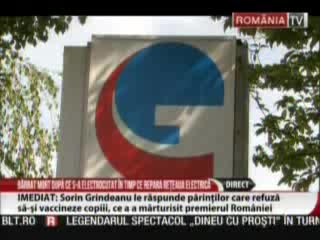 ROMÂNIA TV
BĂRBAT MORT DUPĂ CE S-A ELECTROCUTAT ÎN TIMP CE REPARA REȚEAUA ELECTRICĂ
DIRECT
IMEDIAT: Sorin Grindeanu le răspunde părinților care refuză
să-și vaccineze copiii, ce a a mărturisit premierul României
BLT.RO LEGENDARUL SPECTACOL „DINEU CU PROȘTI" ÎN TUR